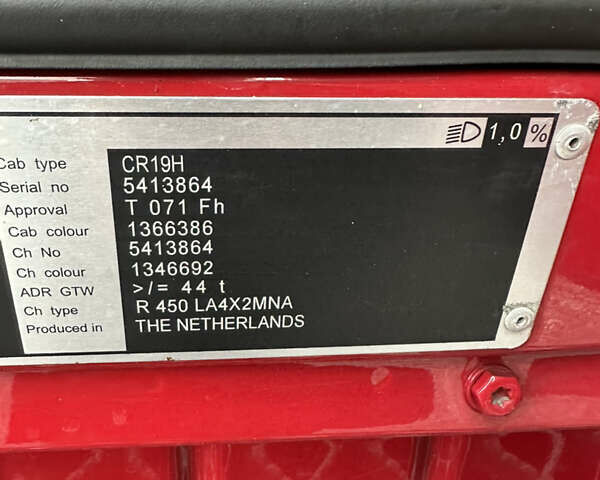 1,0 %
Cab type CR19H
Serial no 5413864
Approval T 071 Fh
Cab colour 1366386
Ch No 5413864
Ch colour 1346692
ADR GTW >/= 44 t
Ch type R 450 LA4X2MNA
Produced in THE NETHERLANDS